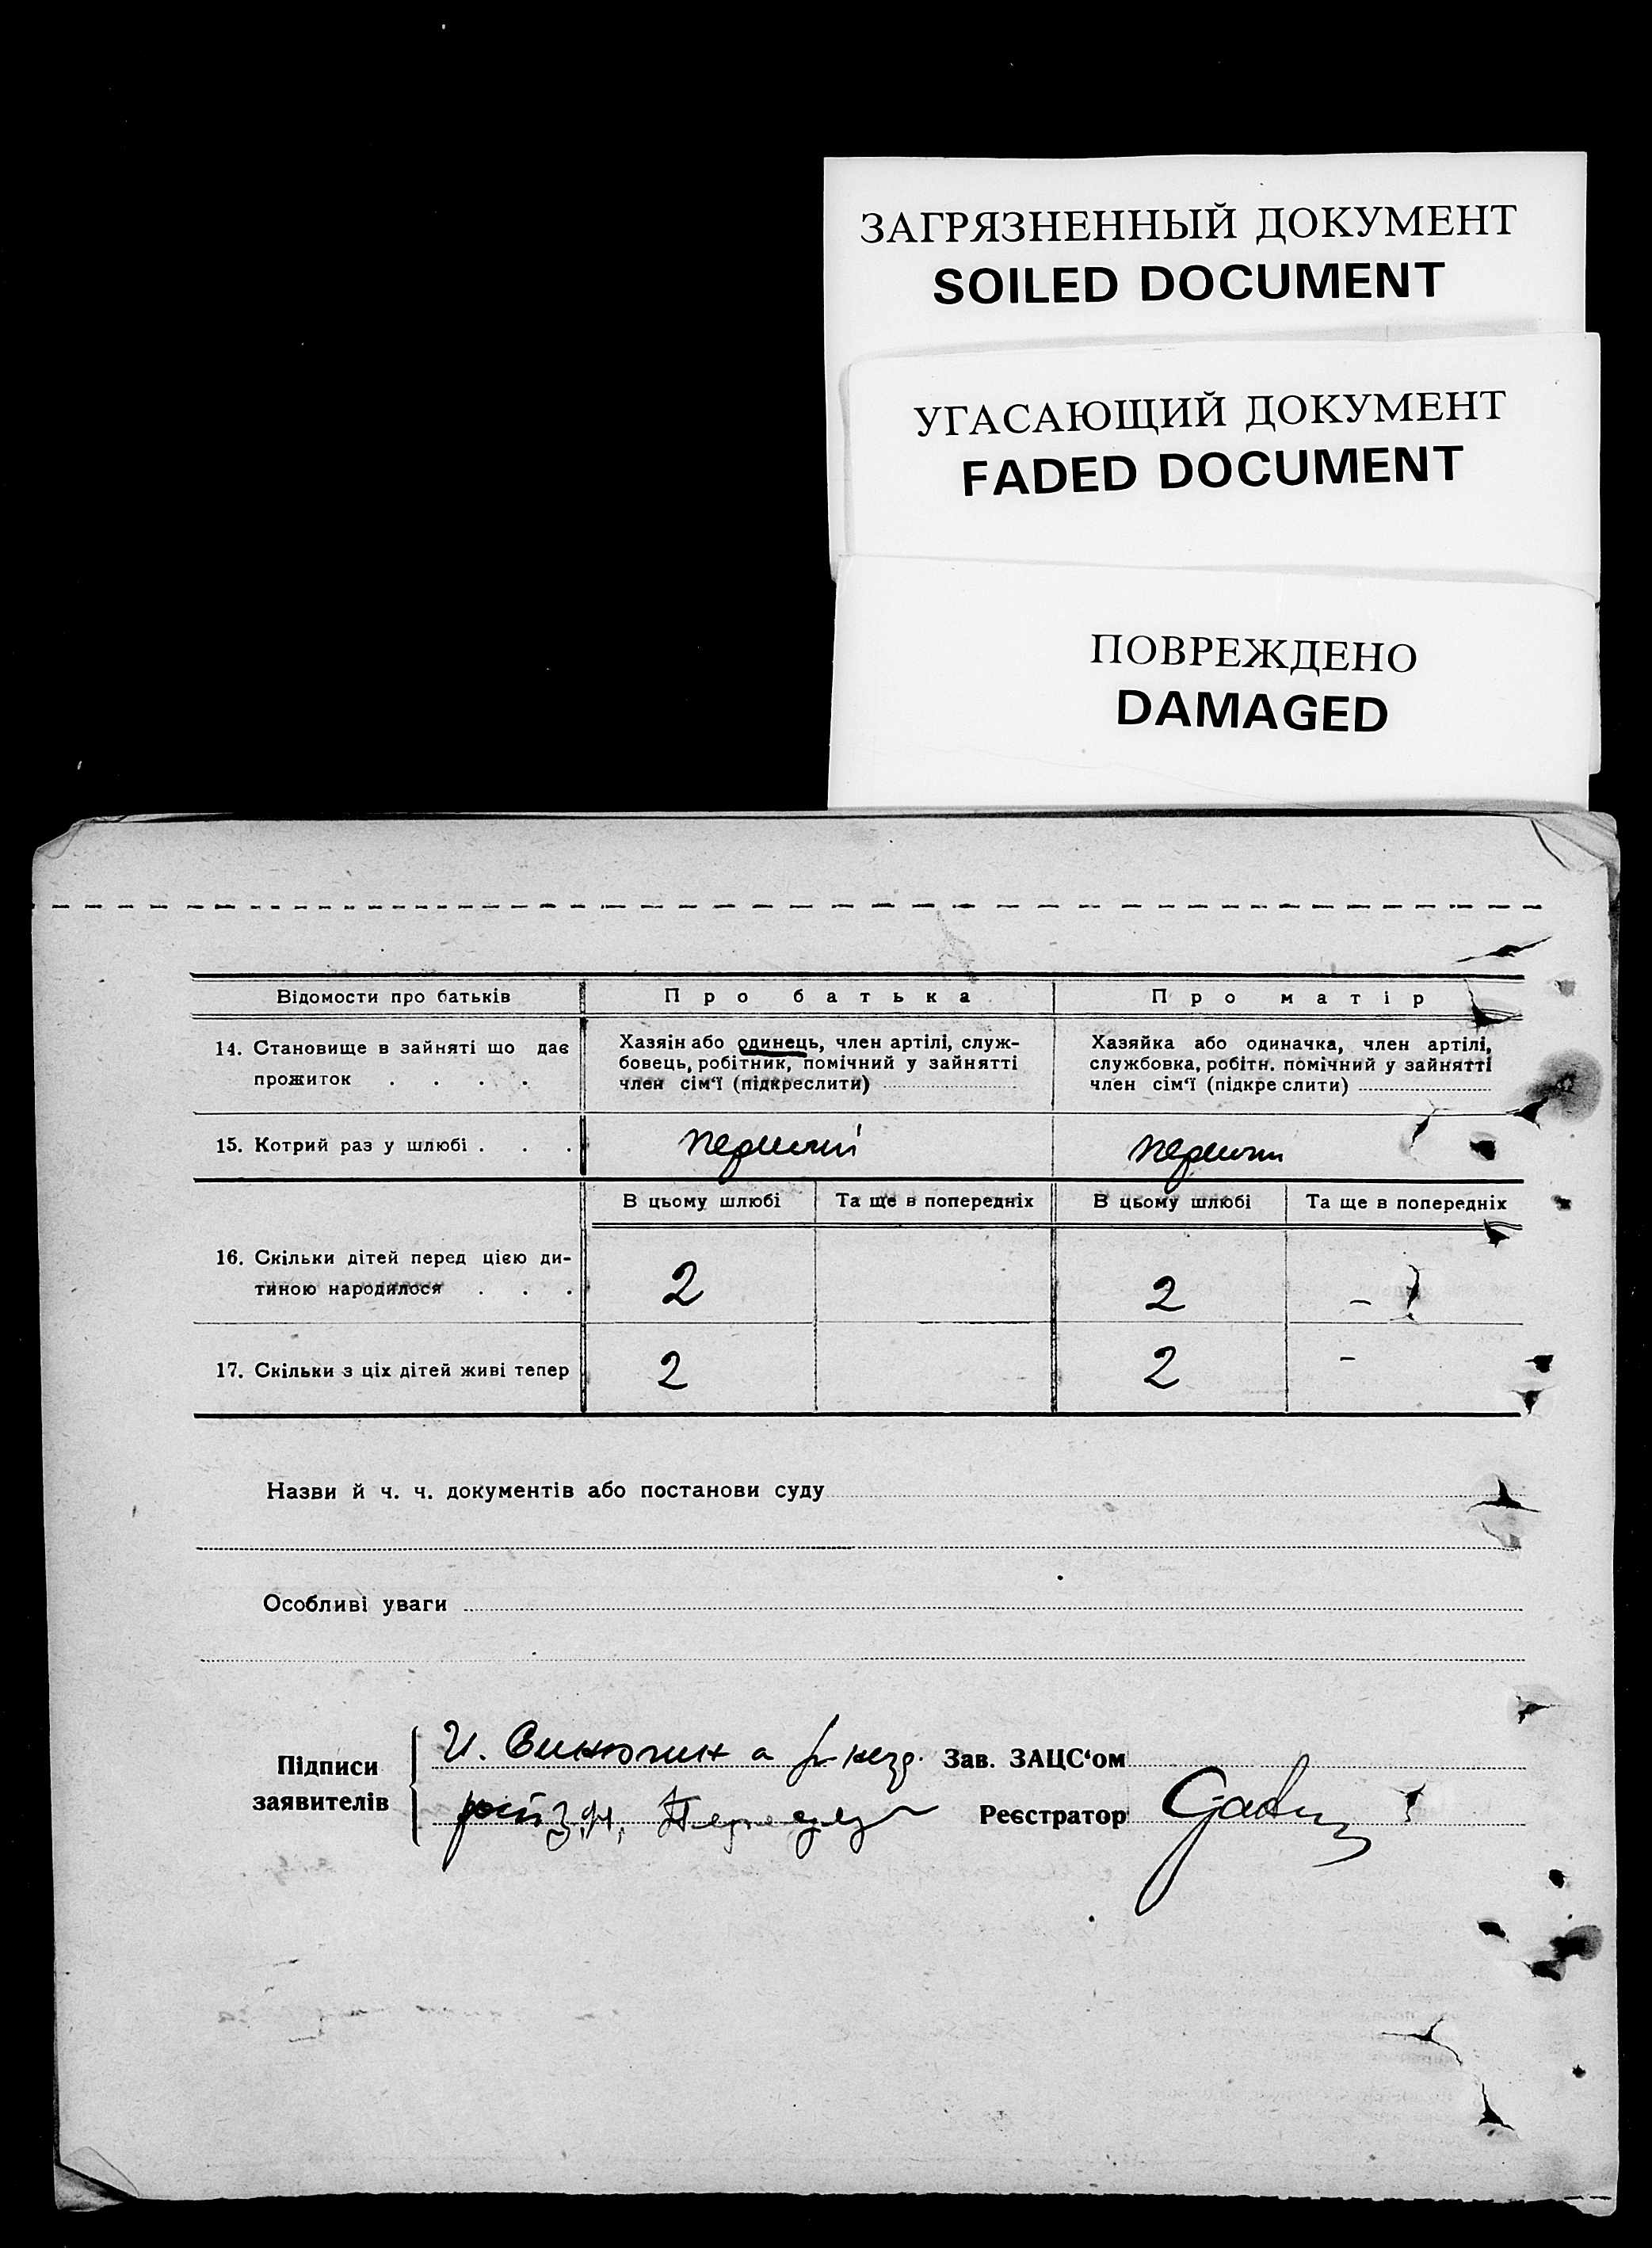 ЗАГРЯЗНЕННЫЙ ДОКУМЕНТ
SOILED DOCUMENT
УГАСАЮЩИЙ ДОКУМЕНТ
FADED DOCUMENT
ПОВРЕЖДЕНО
DAMAGED
Відомости про батьків Про батька Про матір
14. Становище в зайняті що дає прожиток . . . .
Хазяін або одинець, член артілі, служ-
бовець, робітник, помічний у зайнятті
член сім'ї (підкреслити)
Хазяйка або одиначка, член артілі,
службовка, робітн. помічний у зайнятті
член сім'ї (підкреслити)
15. Котрий раз у шлюбі . . . перший перший
В цьому шлюбі Та ще в попередніх В цьому шлюбі Та ще в попередніх
16. Скільки дітей перед цією ди-
тиною народилося . . . 2 2 –
17. Скільки з ціх дітей живі тепер 2 2 –
Назви й ч. ч. документів або постанови суду
Особливі уваги
Підписи
заявителів
И. а
Зав. ЗАЦС'ом
Реєстратор